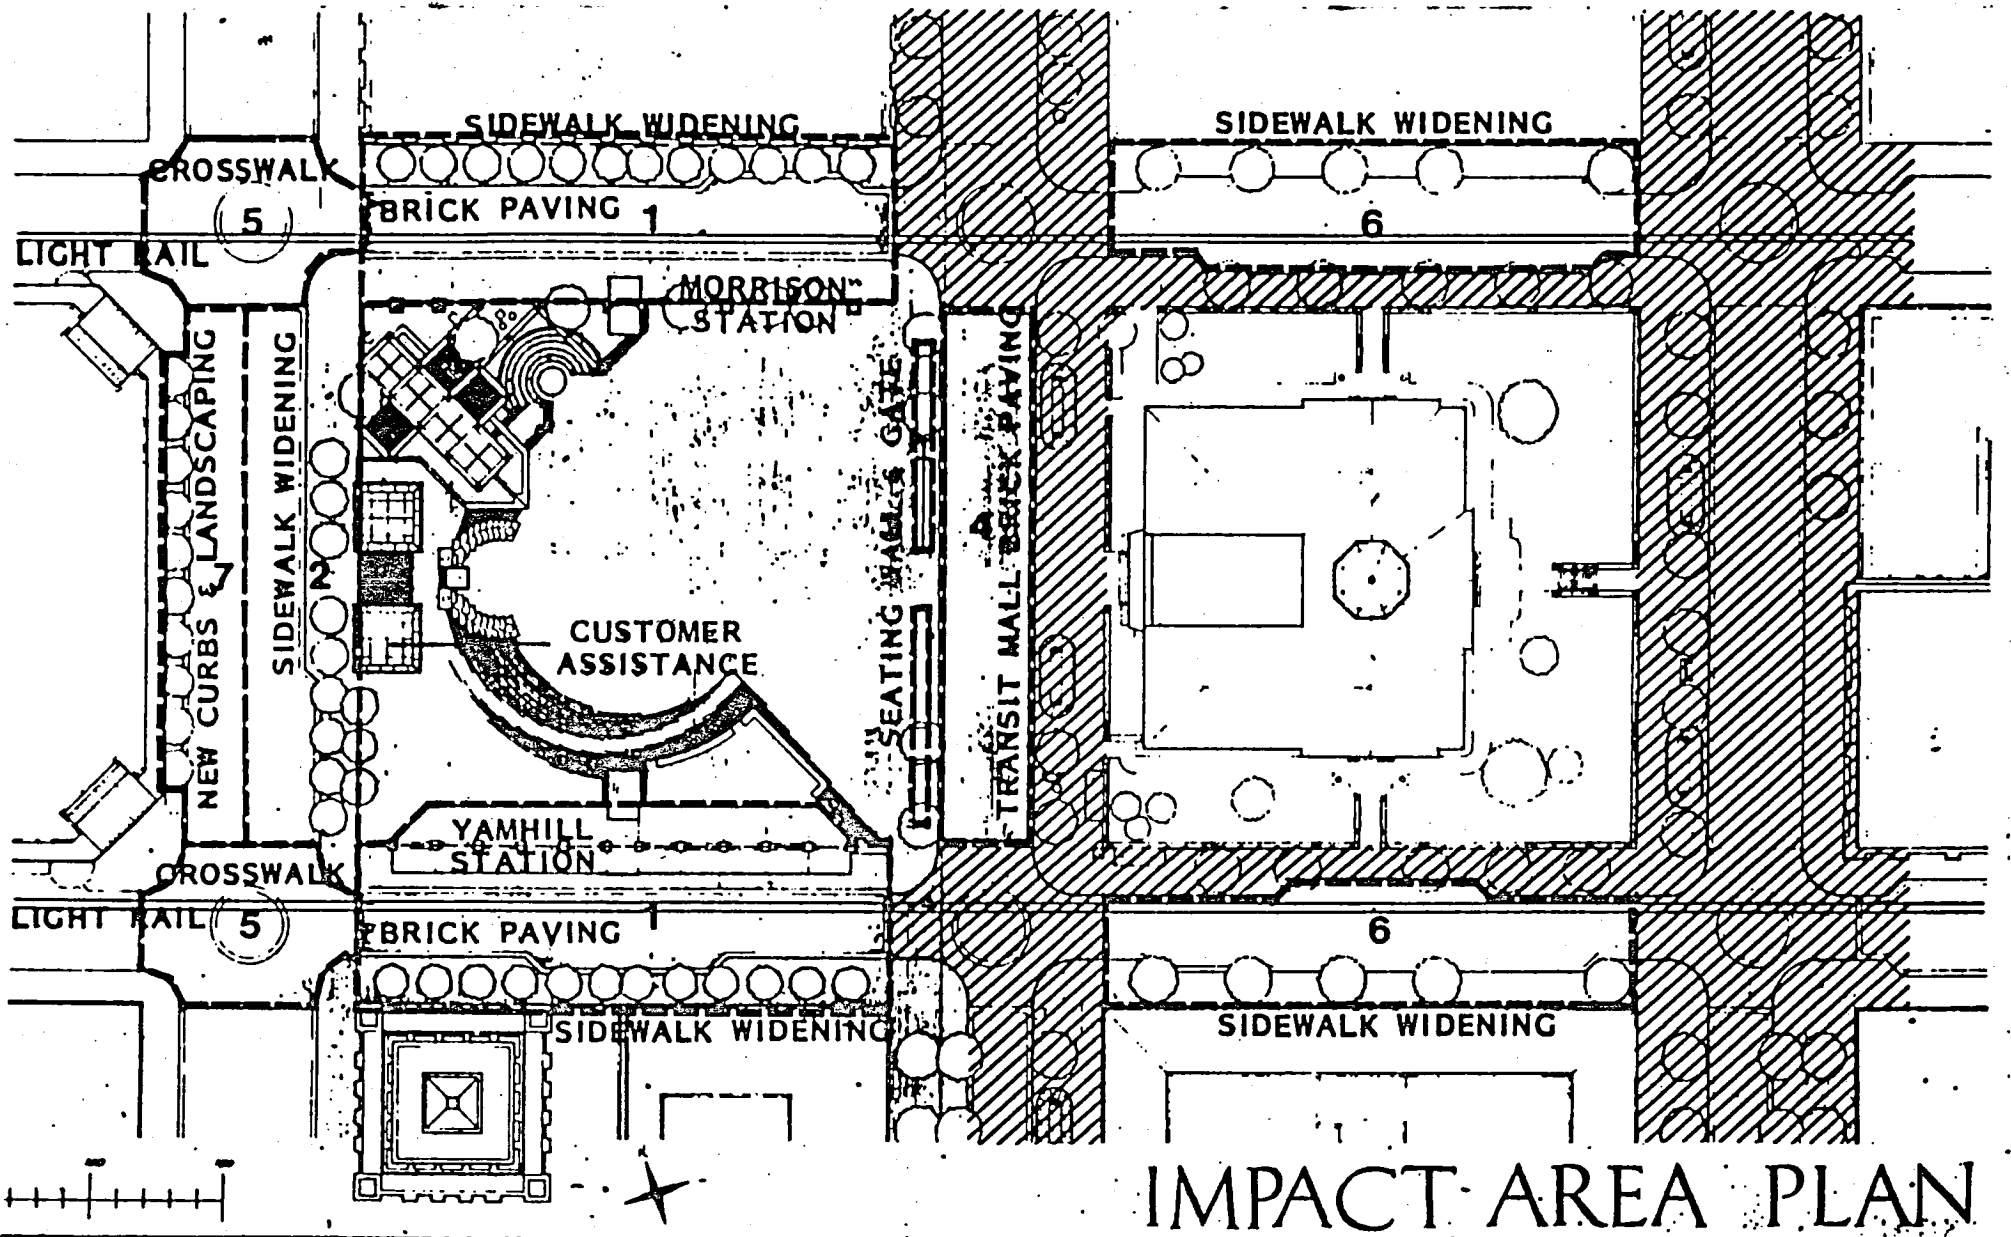 SIDEWALK WIDENING
SIDEWALK WIDENING
CROSSWALK
5
BRICK PAVING
1
6
LIGHT RAIL
MORRISON
STATION
NEW CURBS & LANDSCAPING
7
SIDEWALK WIDENING
2
SEATING WALL & GATE
4
TRANSIT MALL BRICK PAVING
CUSTOMER
ASSISTANCE
YAMHILL
STATION
CROSSWALK
LIGHT RAIL
5
BRICK PAVING
1
6
SIDEWALK WIDENING
SIDEWALK WIDENING
IMPACT AREA PLAN